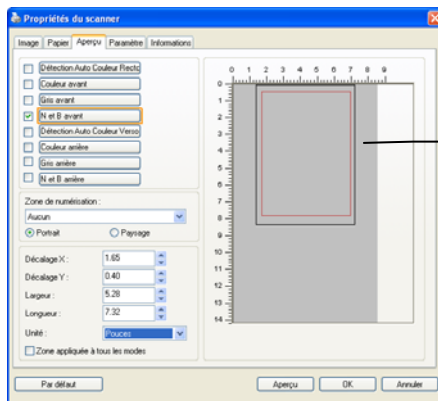 Propriétés du scanner
Image Papier Aperçu Paramètre Informations
Détection Auto Couleur Recto
Couleur avant
Gris avant
N et B avant
Détection Auto Couleur Verso
Couleur arrière
Gris arrière
N et B arrière
Zone de numérisation :
Aucun
Portrait Paysage
Décalage X : 1.65
Décalage Y : 0.40
Largeur : 5.28
Longueur : 7.32
Unité : Pouces
Zone appliquée à tous les modes
0 1 2 3 4 5 6 7 8 9
0
1
2
3
4
5
6
7
8
9
10
11
12
13
14
Par défaut Aperçu OK Annuler